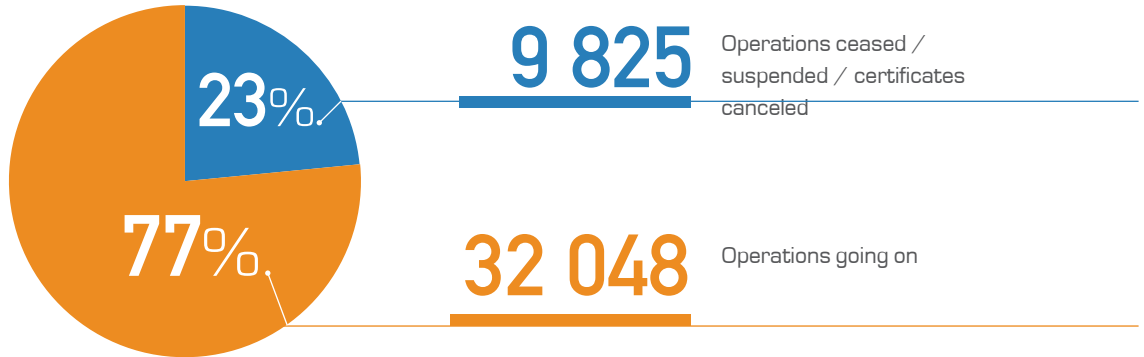 23%
9 825
Operations ceased /
suspended / certificates
canceled
77%
32 048
Operations going on